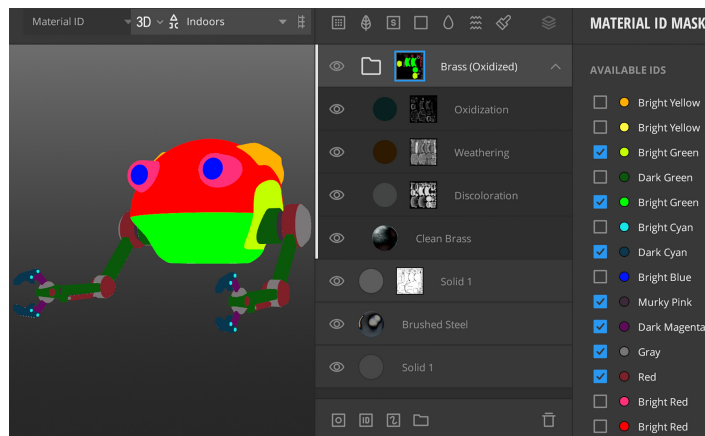 Material ID
3D
Indoors
MATERIAL ID MASK
AVAILABLE IDS
Brass (Oxidized)
Oxidization
Weathering
Discoloration
Clean Brass
Solid 1
Brushed Steel
Solid 1
Bright Yellow
Bright Yellow
Bright Green
Dark Green
Bright Green
Bright Cyan
Dark Cyan
Bright Blue
Murky Pink
Dark Magenta
Gray
Red
Bright Red
Bright Red
S
ID